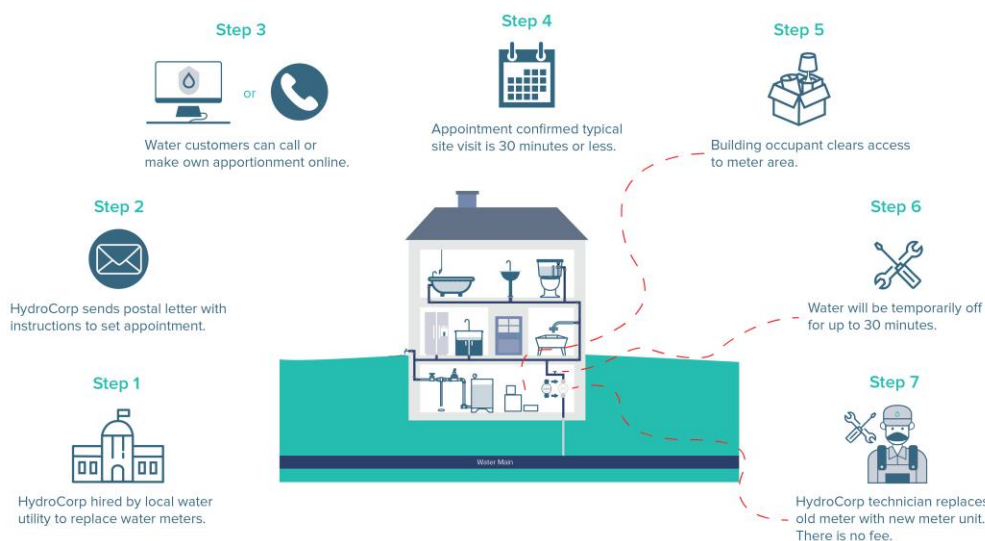 Step 1
HydroCorp hired by local water
utility to replace water meters.
Step 2
HydroCorp sends postal letter with
instructions to set appointment.
Step 3
or
Water customers can call or
make own apportionment online.
Step 4
Appointment confirmed typical
site visit is 30 minutes or less.
Step 5
Building occupant clears access
to meter area.
Step 6
Water will be temporarily off
for up to 30 minutes.
Step 7
HydroCorp technician replaces
old meter with new meter unit.
There is no fee.
Water Main